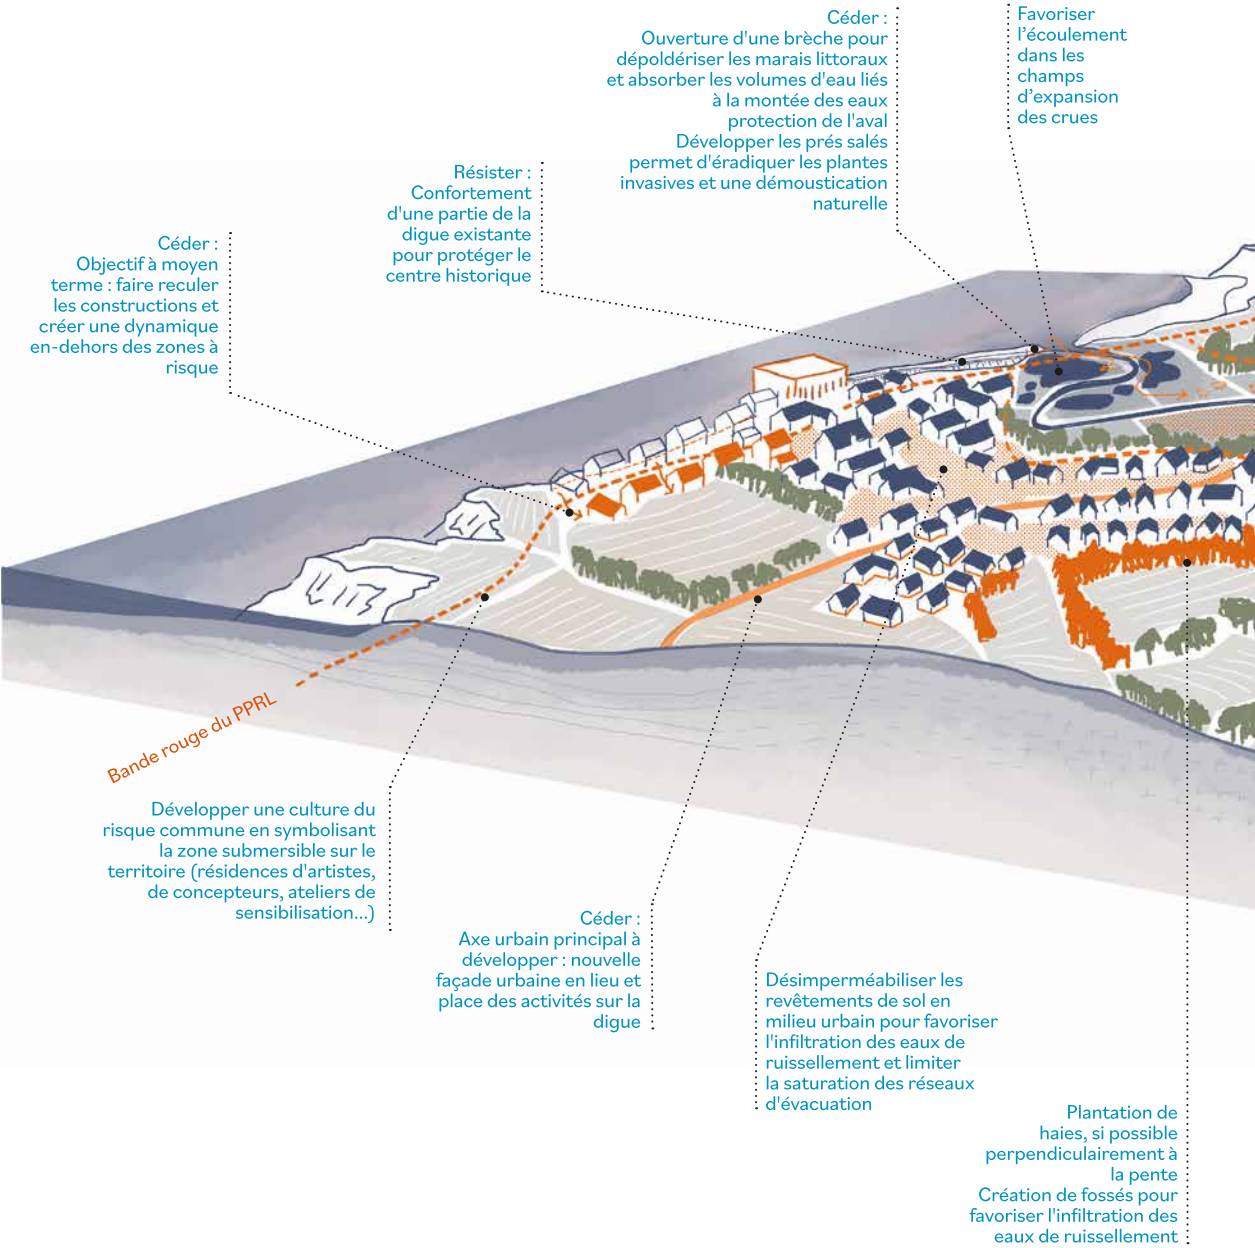 Céder :
Ouverture d'une brèche pour
dépoldériser les marais littoraux
et absorber les volumes d'eau liés
à la montée des eaux
protection de l'aval
Développer les prés salés
permet d'éradiquer les plantes
invasives et une démoustication
naturelle
Favoriser
l’écoulement
dans les
champs
d’expansion
des crues
Résister :
Confortement
d'une partie de la
digue existante
pour protéger le
centre historique
Céder :
Objectif à moyen
terme : faire reculer
les constructions et
créer une dynamique
en-dehors des zones à
risque
Bande rouge du PPRL
Développer une culture du
risque commune en symbolisant
la zone submersible sur le
territoire (résidences d'artistes,
de concepteurs, ateliers de
sensibilisation...)
Céder :
Axe urbain principal à
développer : nouvelle
façade urbaine en lieu et
place des activités sur la
digue
Désimperméabiliser les
revêtements de sol en
milieu urbain pour favoriser
l'infiltration des eaux de
ruissellement et limiter
la saturation des réseaux
d'évacuation
Plantation de
haies, si possible
perpendiculairement à
la pente
Création de fossés pour
favoriser l'infiltration des
eaux de ruissellement